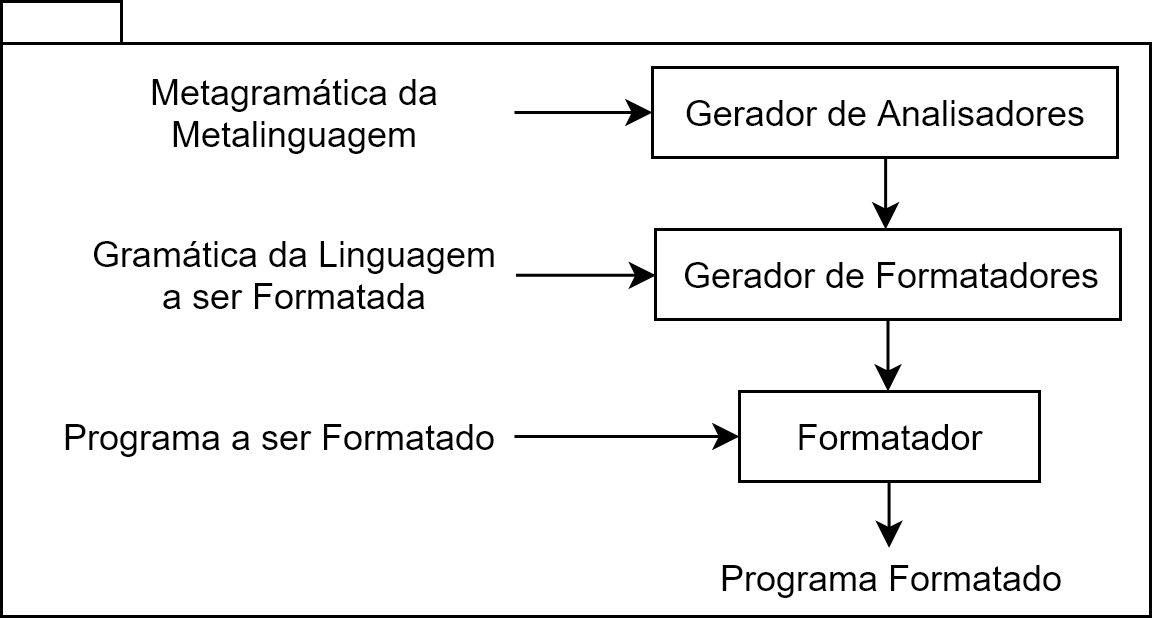 Metagramática da
Metalinguagem
Gerador de Analisadores
Gramática da Linguagem
a ser Formatada
Gerador de Formatadores
Programa a ser Formatado
Formatador
Programa Formatado